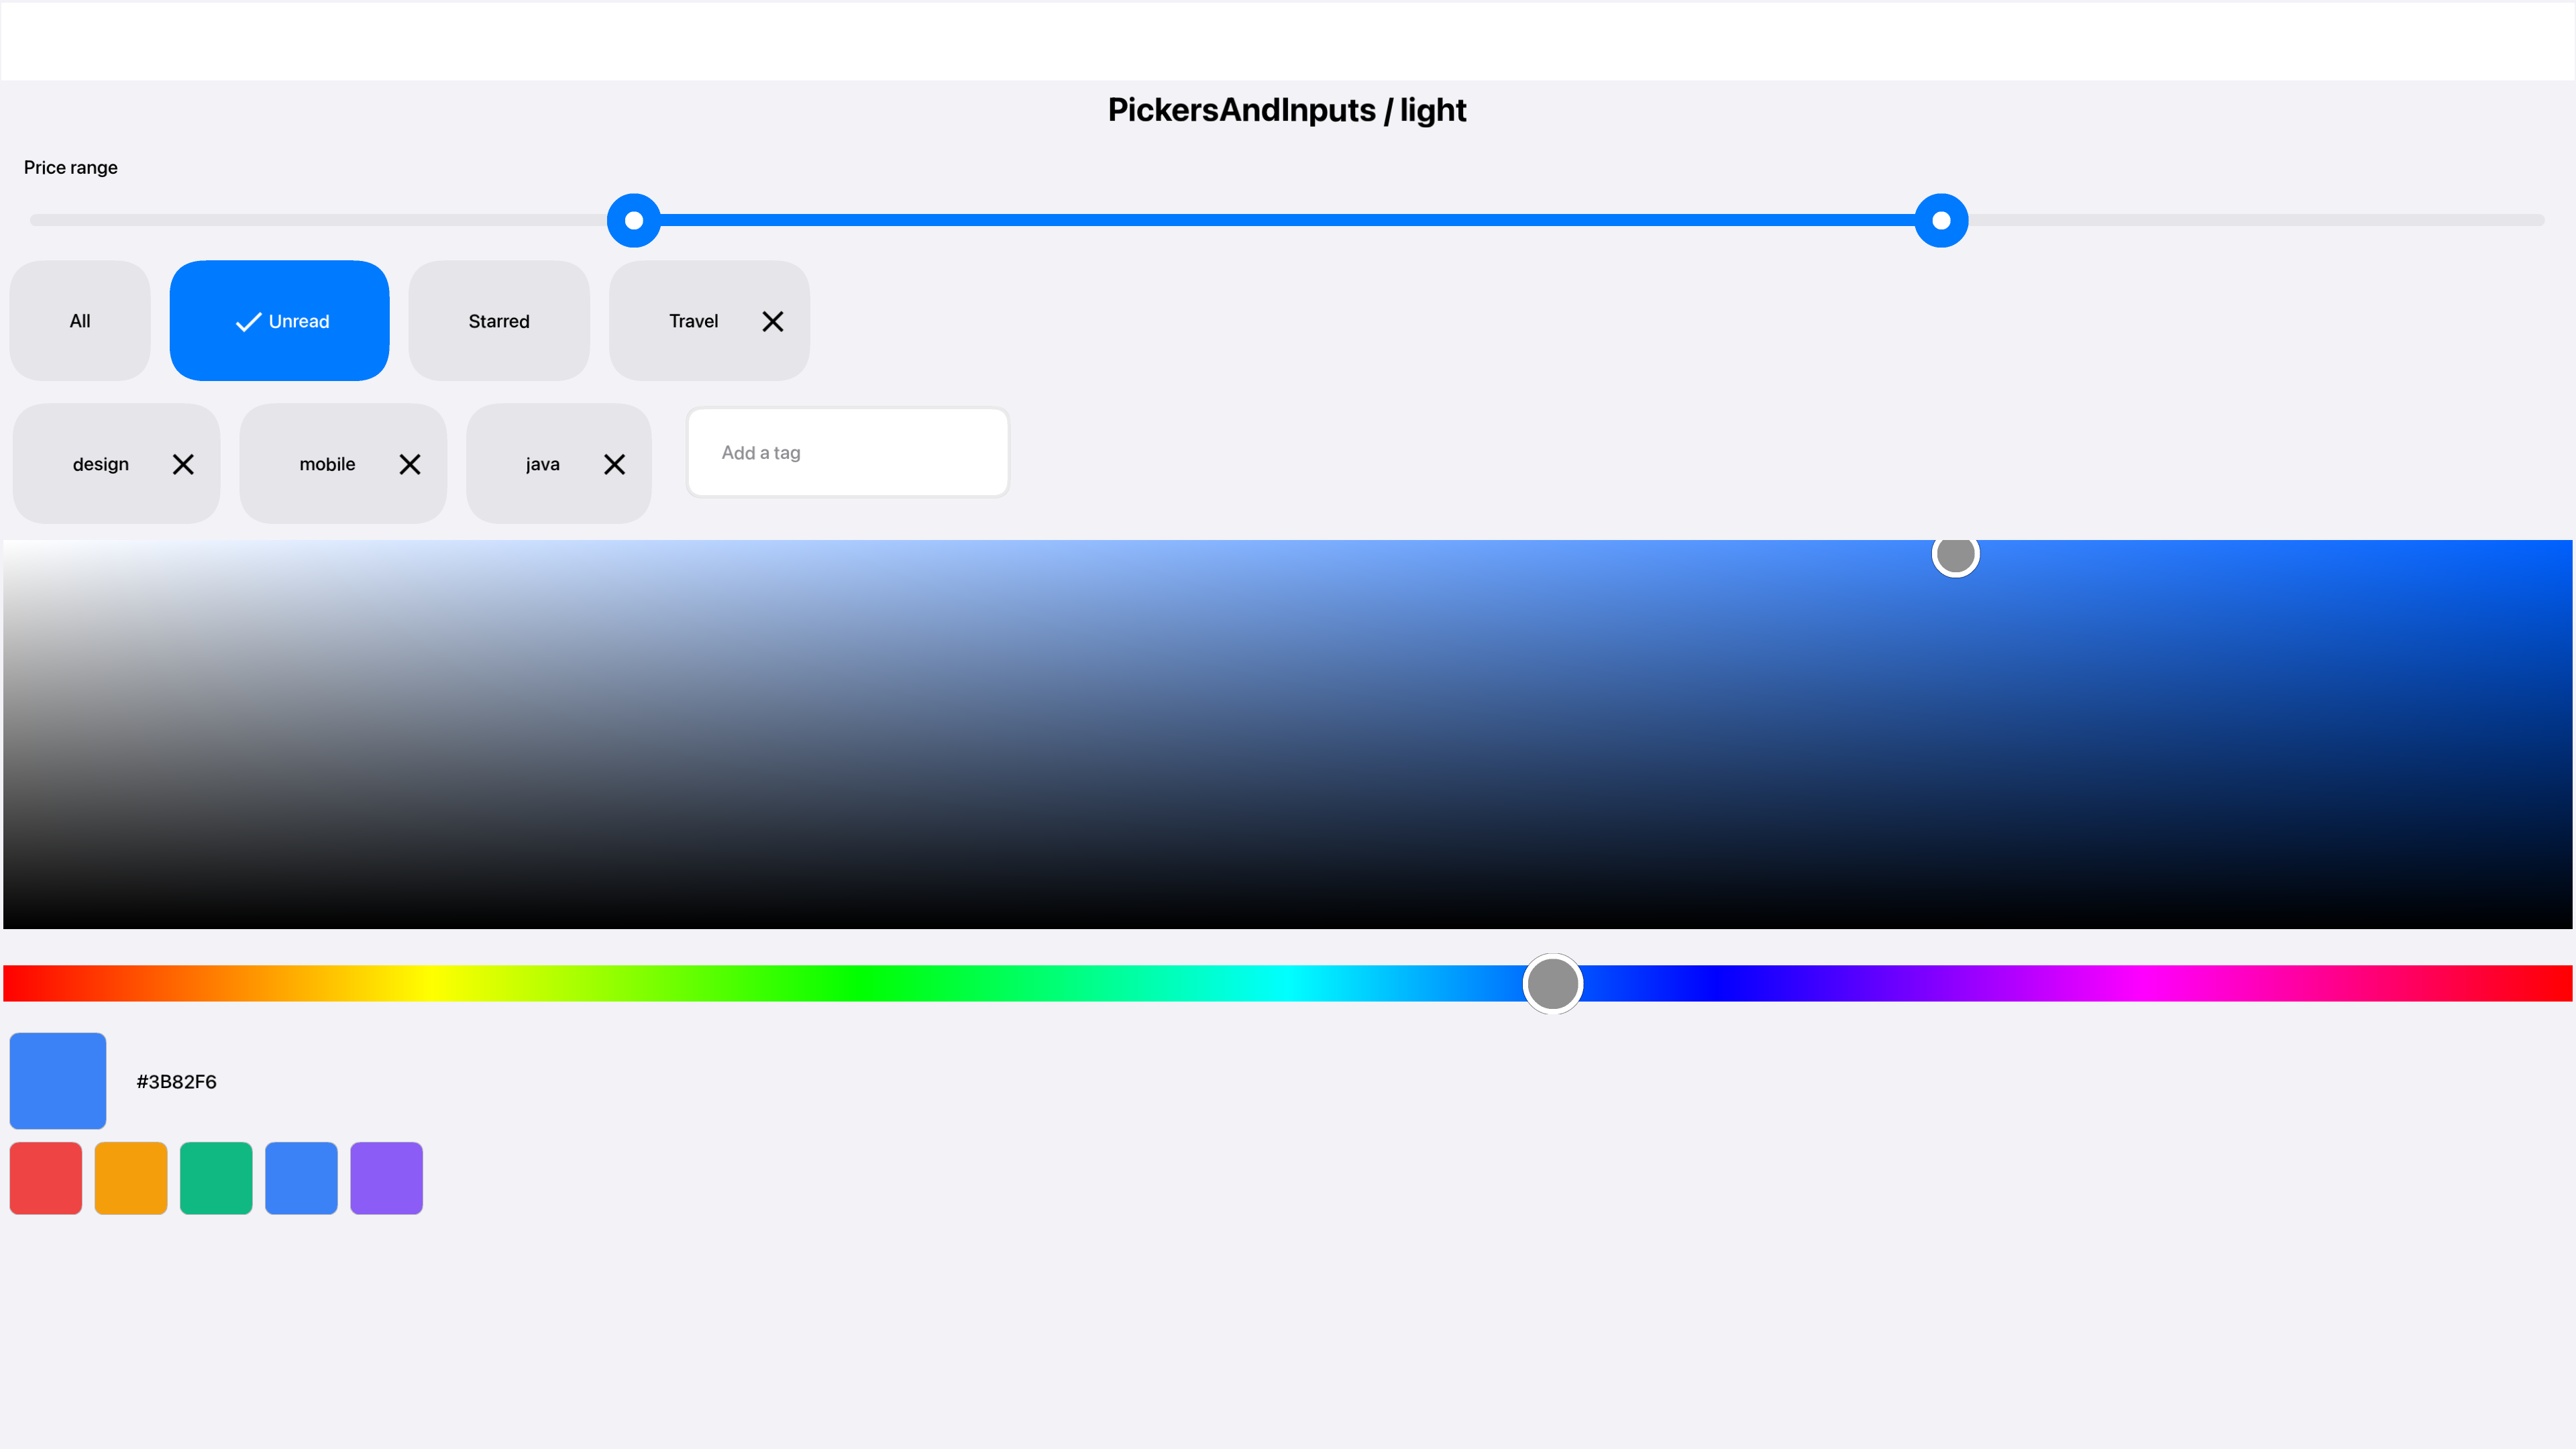 PickersAndInputs / light
Price range
All
Unread
Starred
Travel
design
mobile
java
Add a tag
#3B82F6